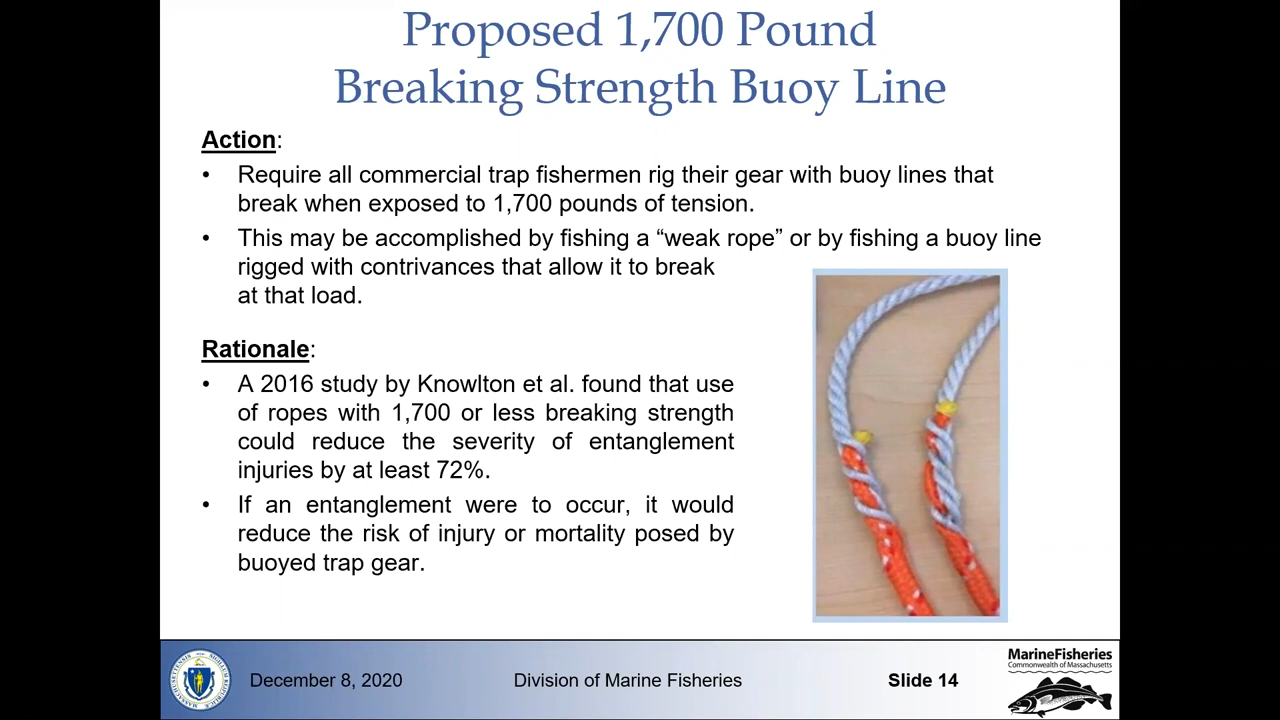 Proposed 1,700 Pound
Breaking Strength Buoy Line
Action:
• Require all commercial trap fishermen rig their gear with buoy lines that
break when exposed to 1,700 pounds of tension.
• This may be accomplished by fishing a “weak rope” or by fishing a buoy line
rigged with contrivances that allow it to break
at that load.
Rationale:
• A 2016 study by Knowlton et al. found that use
of ropes with 1,700 or less breaking strength
could reduce the severity of entanglement
injuries by at least 72%.
• If an entanglement were to occur, it would
reduce the risk of injury or mortality posed by
buoyed trap gear.
December 8, 2020
Division of Marine Fisheries
Slide 14
MarineFisheries
Commonwealth of Massachusetts